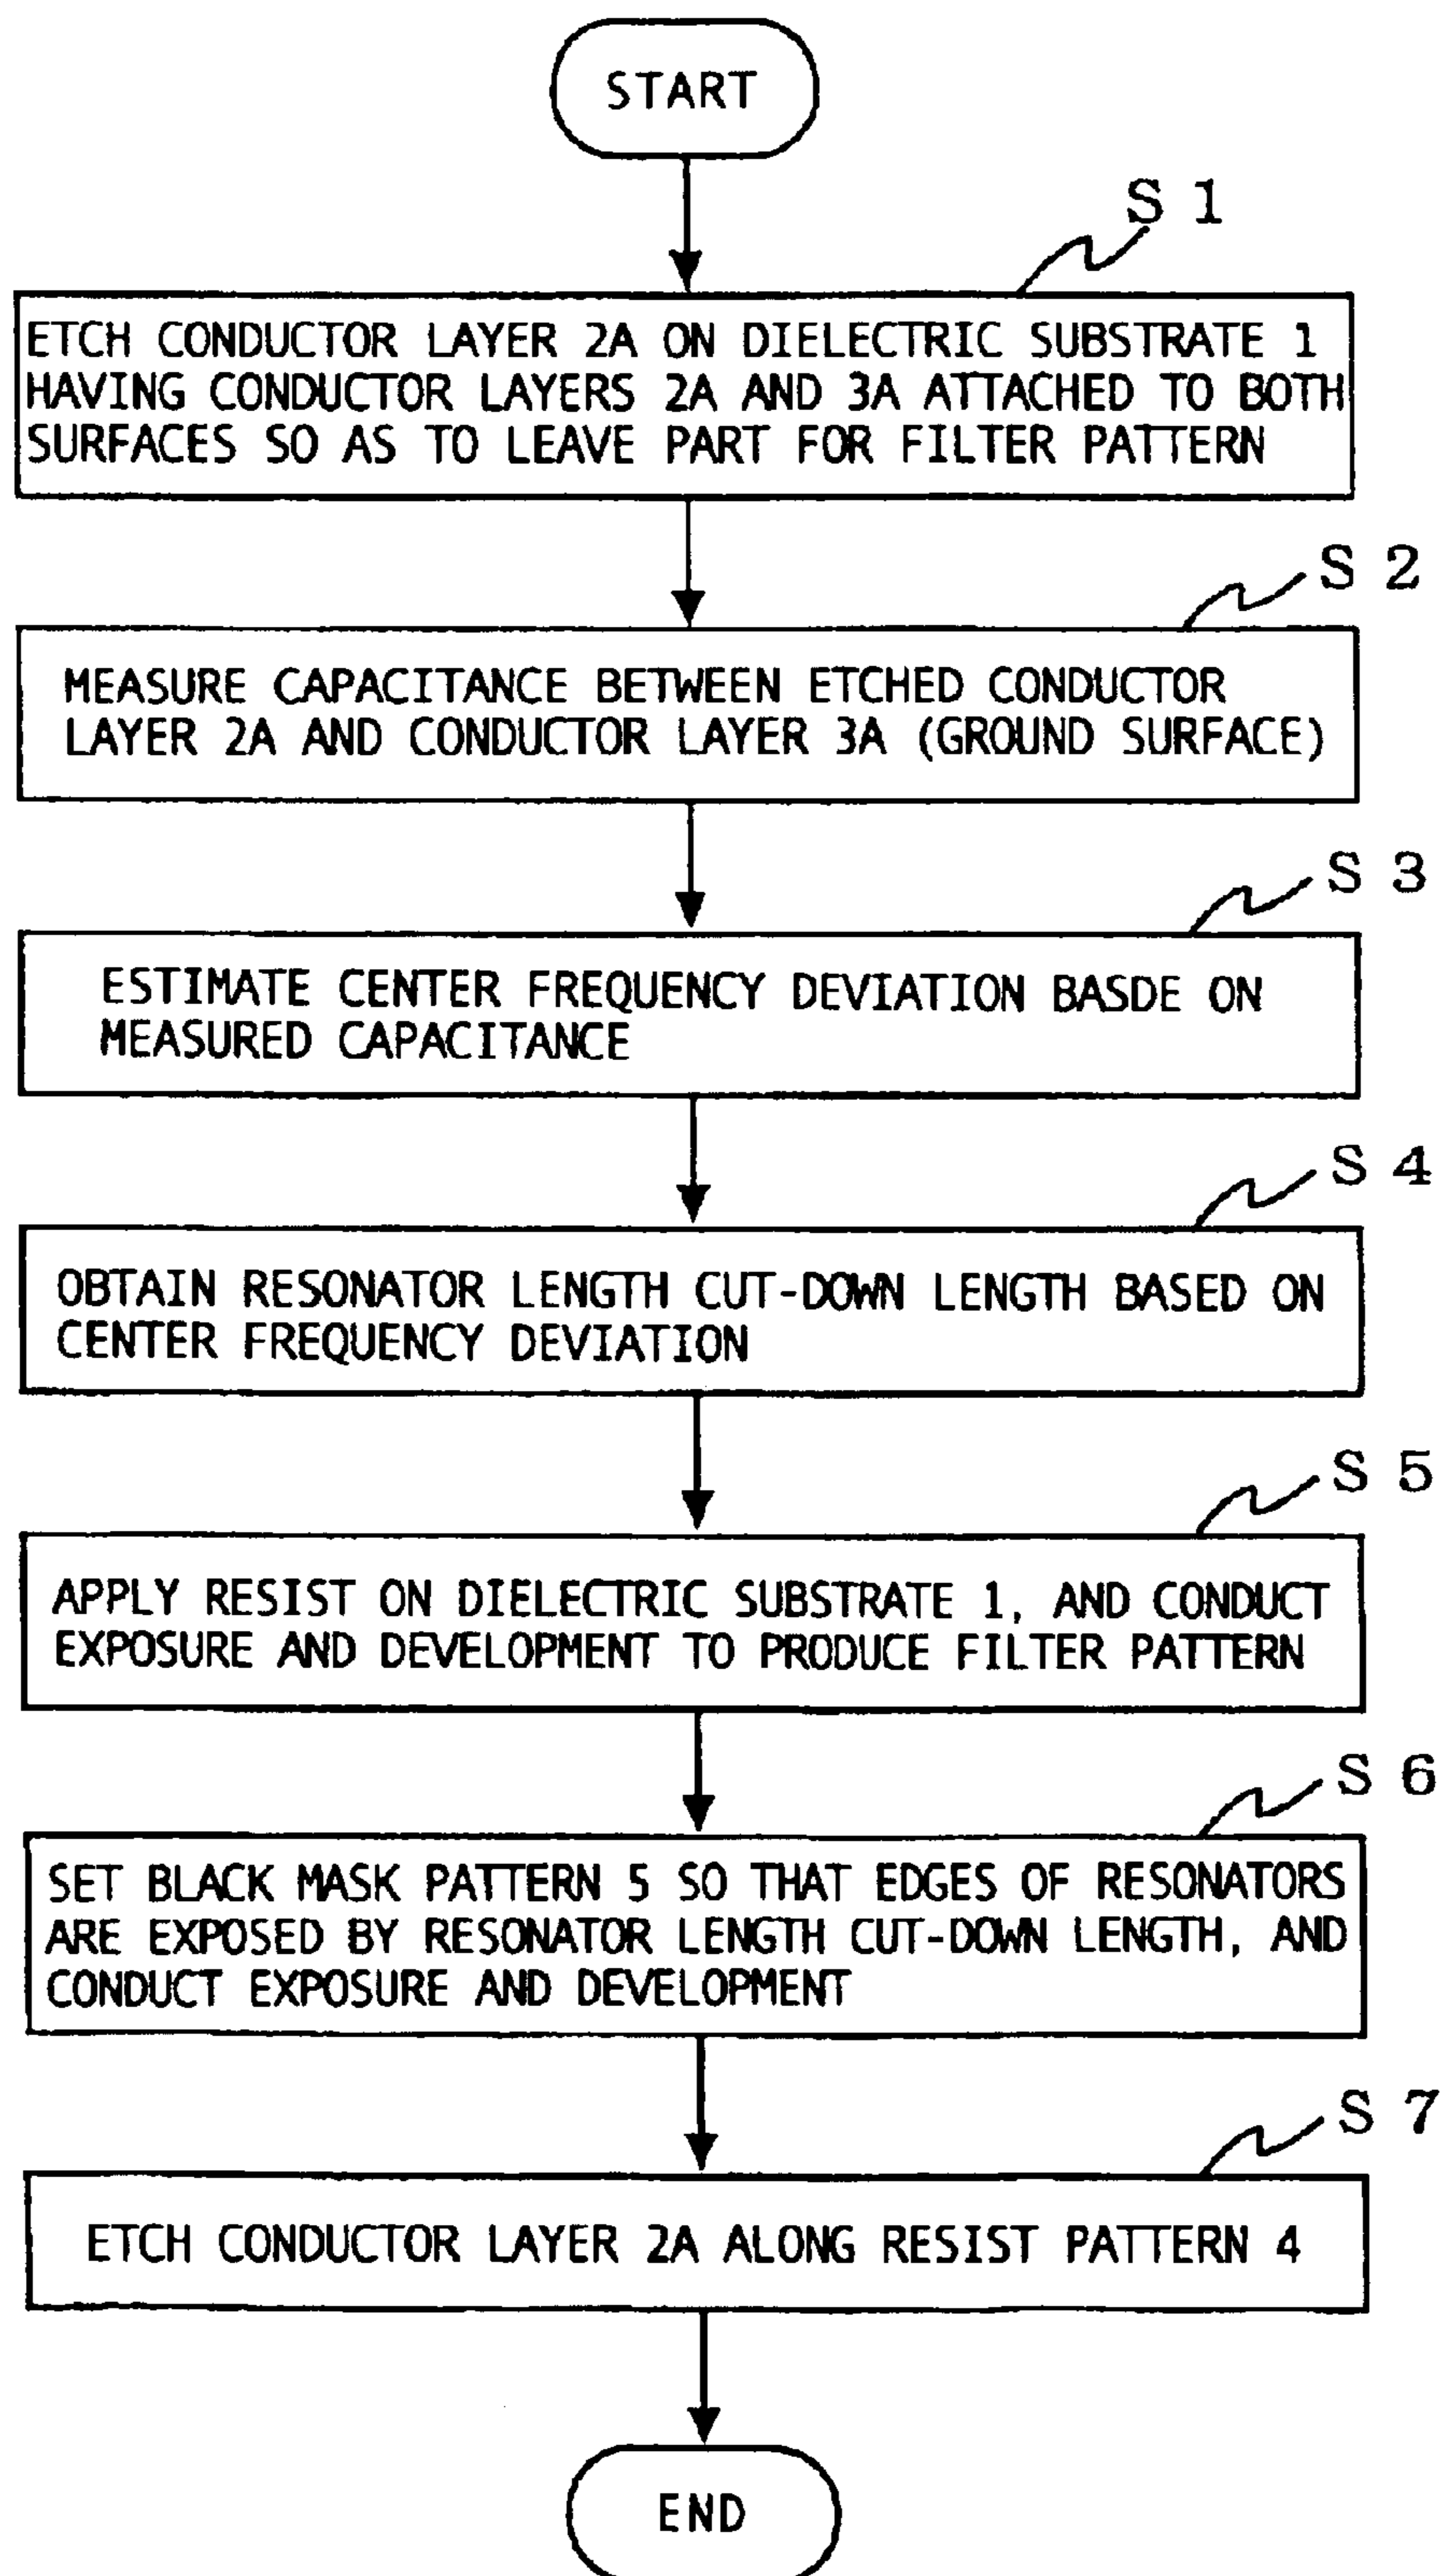 START
S 1
ETCH CONDUCTOR LAYER 2A ON DIELECTRIC SUBSTRATE 1
HAVING CONDUCTOR LAYERS 2A AND 3A ATTACHED TO BOTH
SURFACES SO AS TO LEAVE PART FOR FILTER PATTERN
S 2
MEASURE CAPACITANCE BETWEEN ETCHED CONDUCTOR
LAYER 2A AND CONDUCTOR LAYER 3A (GROUND SURFACE)
S 3
ESTIMATE CENTER FREQUENCY DEVIATION BASDE ON
MEASURED CAPACITANCE
S 4
OBTAIN RESONATOR LENGTH CUT-DOWN LENGTH BASED ON
CENTER FREQUENCY DEVIATION
S 5
APPLY RESIST ON DIELECTRIC SUBSTRATE 1, AND CONDUCT
EXPOSURE AND DEVELOPMENT TO PRODUCE FILTER PATTERN
S 6
SET BLACK MASK PATTERN 5 SO THAT EDGES OF RESONATORS
ARE EXPOSED BY RESONATOR LENGTH CUT-DOWN LENGTH, AND
CONDUCT EXPOSURE AND DEVELOPMENT
S 7
ETCH CONDUCTOR LAYER 2A ALONG RESIST PATTERN 4
END